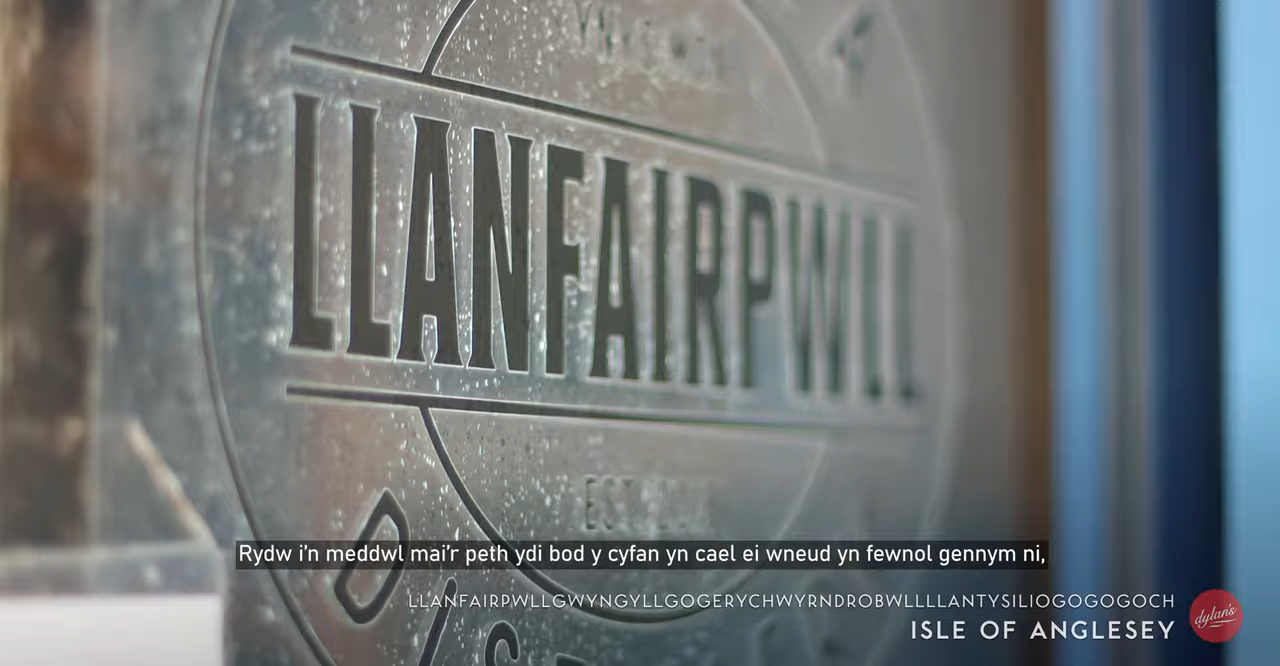 LLANFAIRPWLL
EST.
Rydw i'n meddwl mai'r peth ydi bod y cyfan yn cael ei wneud yn fewnol gennym ni,
LLANFAIRPWLLGWYNGYLLGOGERYCHWYRNDROBWLLLLANTYSILIOGOGOGOCH
ISLE OF ANGLESEY
dylan's